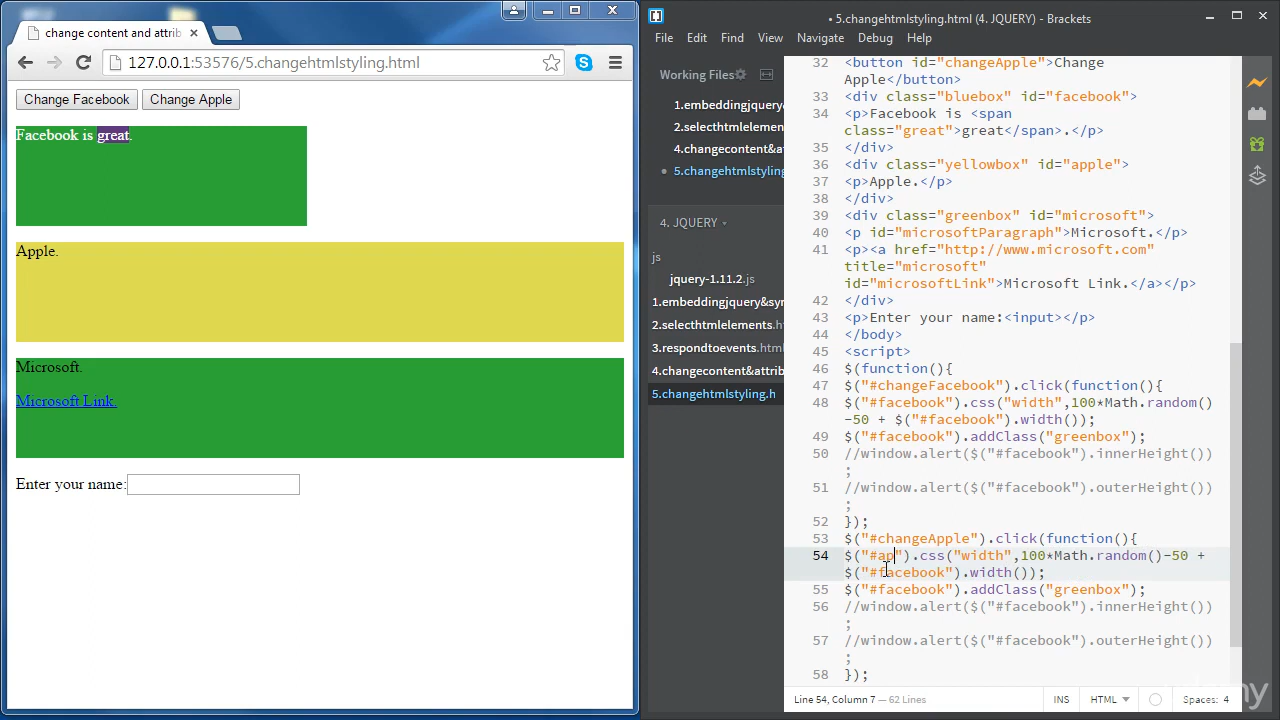 change content and attrib
127.0.0.1:53576/5.changehtmlstyling.html
Change Facebook
Change Apple
Facebook is great.
Apple.
Microsoft.
Microsoft Link.
Enter your name:
• 5.changehtmlstyling.html (4. JQUERY) - Brackets
File Edit Find View Navigate Debug Help
Working Files
1.embeddingjquery&
2.selecthtmlelemen
4.changecontent&at
5.changehtmlstyling
4. JQUERY
js
jquery-1.11.2.js
1.embeddingjquery&syn
2.selecthtmlelements.ht
3.respondtoevents.html
4.changecontent&attrib
5.changehtmlstyling.h
32 <button id="changeApple">Change
Apple</button>
33 <div class="bluebox" id="facebook">
34 <p>Facebook is <span
class="great">great</span>.</p>
35 </div>
36 <div class="yellowbox" id="apple">
37 <p>Apple.</p>
38 </div>
39 <div class="greenbox" id="microsoft">
40 <p id="microsoftParagraph">Microsoft.</p>
41 <p><a href="http://www.microsoft.com"
title="microsoft"
id="microsoftLink">Microsoft Link.</a></p>
42 </div>
43 <p>Enter your name:<input></p>
44 </body>
45 <script>
46 $(function(){
47 $("#changeFacebook").click(function(){
48 $("#facebook").css("width",100*Math.random()
-50 + $("#facebook").width());
49 $("#facebook").addClass("greenbox");
50 //window.alert($("#facebook").innerHeight())
;
51 //window.alert($("#facebook").outerHeight())
;
52 });
53 $("#changeApple").click(function(){
54 $("#ap").css("width",100*Math.random()-50 +
$("#facebook").width());
55 $("#facebook").addClass("greenbox");
56 //window.alert($("#facebook").innerHeight())
;
57 //window.alert($("#facebook").outerHeight())
;
58 });
Line 54, Column 7 — 62 Lines
INS
HTML
Spaces: 4